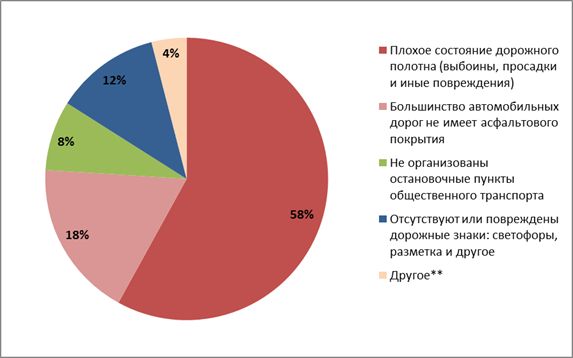 4%
12%
8%
18%
58%
Плохое состояние дорожного
полотна (выбоины, просадки
и иные повреждения)
Большинство автомобильных
дорог не имеет асфальтового
покрытия
Не организованы
остановочные пункты
общественного транспорта
Отсутствуют или повреждены
дорожные знаки: светофоры,
разметка и другое
Другое**